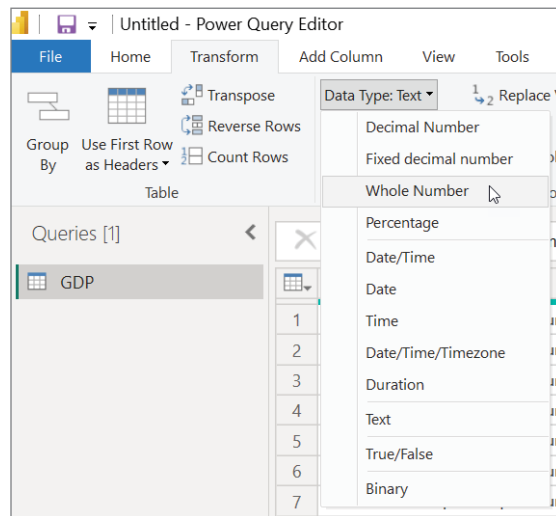 Untitled - Power Query Editor
File Home Transform Add Column View Tools
Group By
Use First Row as Headers
Transpose
Reverse Rows
Count Rows
Table
Data Type: Text
1 2 Replace
Queries [1]
GDP
Decimal Number
Fixed decimal number
Whole Number
Percentage
Date/Time
Date
Time
Date/Time/Timezone
Duration
Text
True/False
Binary
1
2
3
4
5
6
7